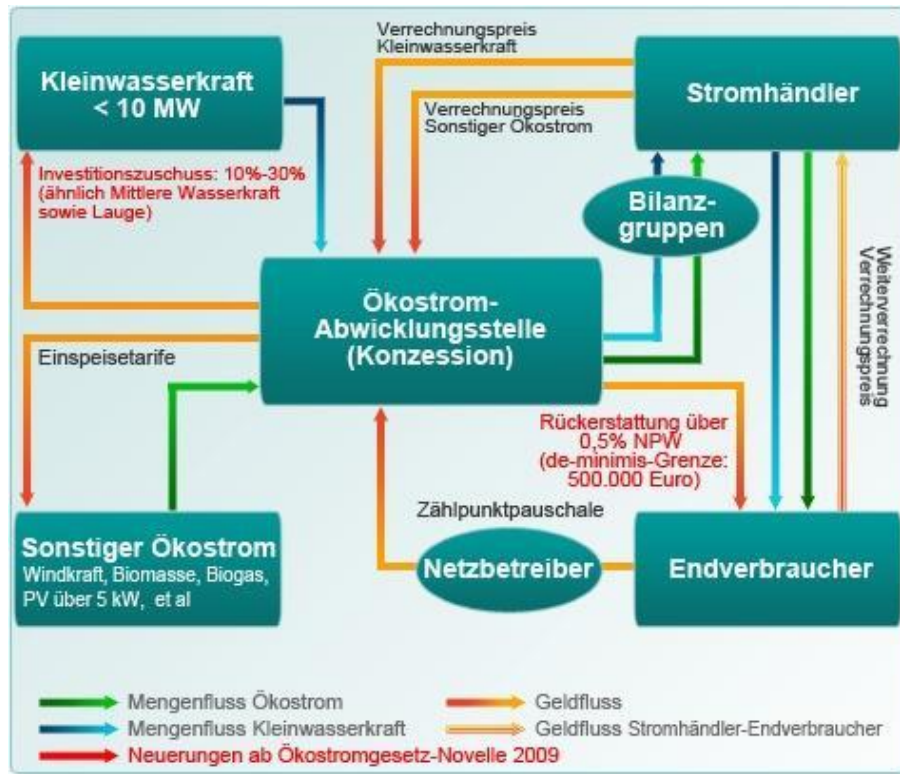 Verrechnungspreis
Kleinwasserkraft
Kleinwasserkraft
< 10 MW
Stromhändler
Verrechnungspreis
Sonstiger Ökostrom
Investitionszuschuss: 10%-30%
(ähnlich Mittlere Wasserkraft
sowie Lauge)
Bilanz-
gruppen
Weiterverrechnung
Verrechnungspreis
Ökostrom-
Abwicklungsstelle
(Konzession)
Einspeisetarife
Rückerstattung über
0,5% NPW
(de-minimis-Grenze:
500.000 Euro)
Zählpunktpauschale
Sonstiger Ökostrom
Windkraft, Biomasse, Biogas,
PV über 5 kW, et al
Netzbetreiber
Endverbraucher
Mengenfluss Ökostrom
Geldfluss
Mengenfluss Kleinwasserkraft
Geldfluss Stromhändler-Endverbraucher
Neuerungen ab Ökostromgesetz-Novelle 2009